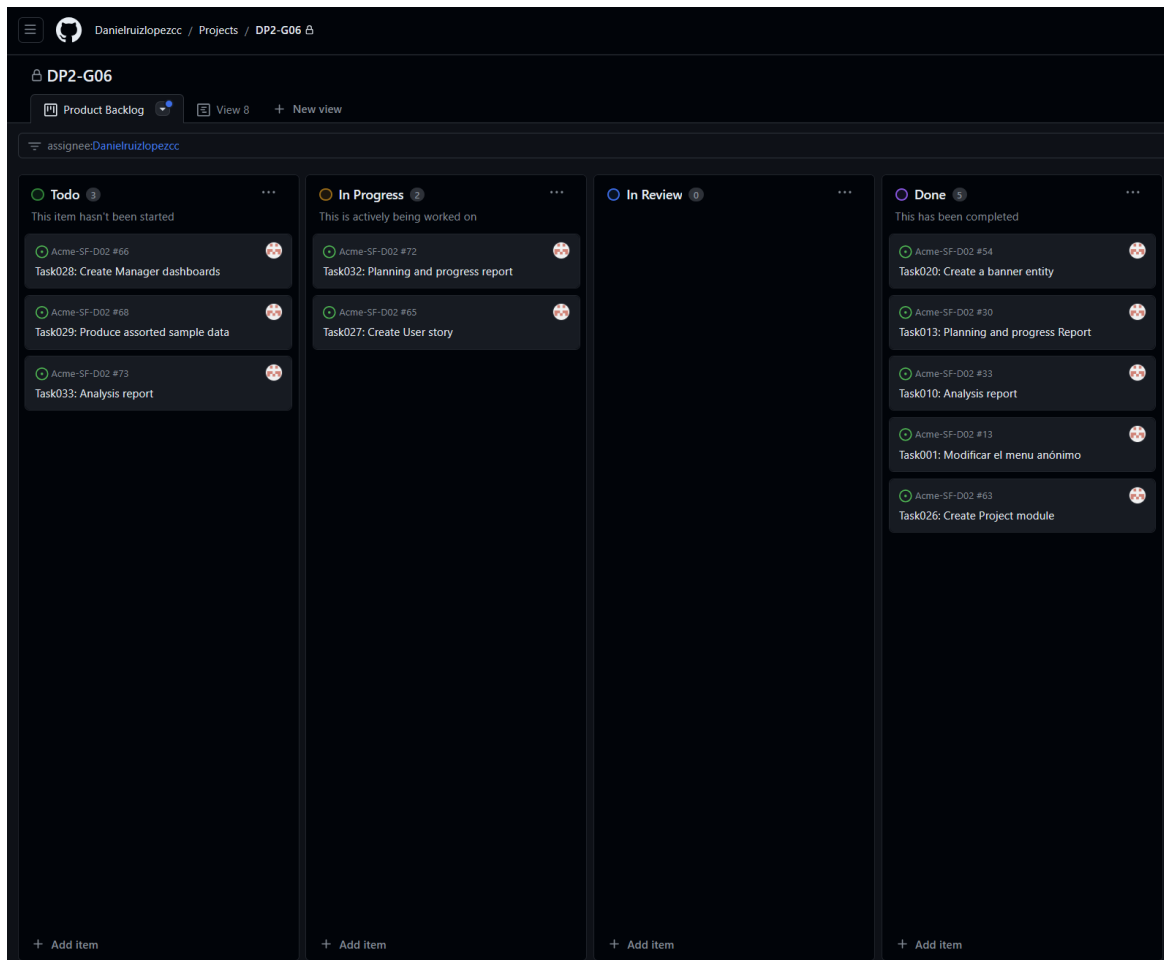 Danielruizlopezcc / Projects / DP2-G06
DP2-G06
Product Backlog
View 8
+ New view
assignee:Danielruizlopezcc
Todo 3
This item hasn't been started
Acme-SF-D02 #66
Task028: Create Manager dashboards
Acme-SF-D02 #68
Task029: Produce assorted sample data
Acme-SF-D02 #73
Task033: Analysis report
+ Add item
In Progress 2
This is actively being worked on
Acme-SF-D02 #72
Task032: Planning and progress report
Acme-SF-D02 #65
Task027: Create User story
+ Add item
In Review 0
+ Add item
Done 5
This has been completed
Acme-SF-D02 #54
Task020: Create a banner entity
Acme-SF-D02 #30
Task013: Planning and progress Report
Acme-SF-D02 #33
Task010: Analysis report
Acme-SF-D02 #13
Task001: Modificar el menu anónimo
Acme-SF-D02 #63
Task026: Create Project module
+ Add item